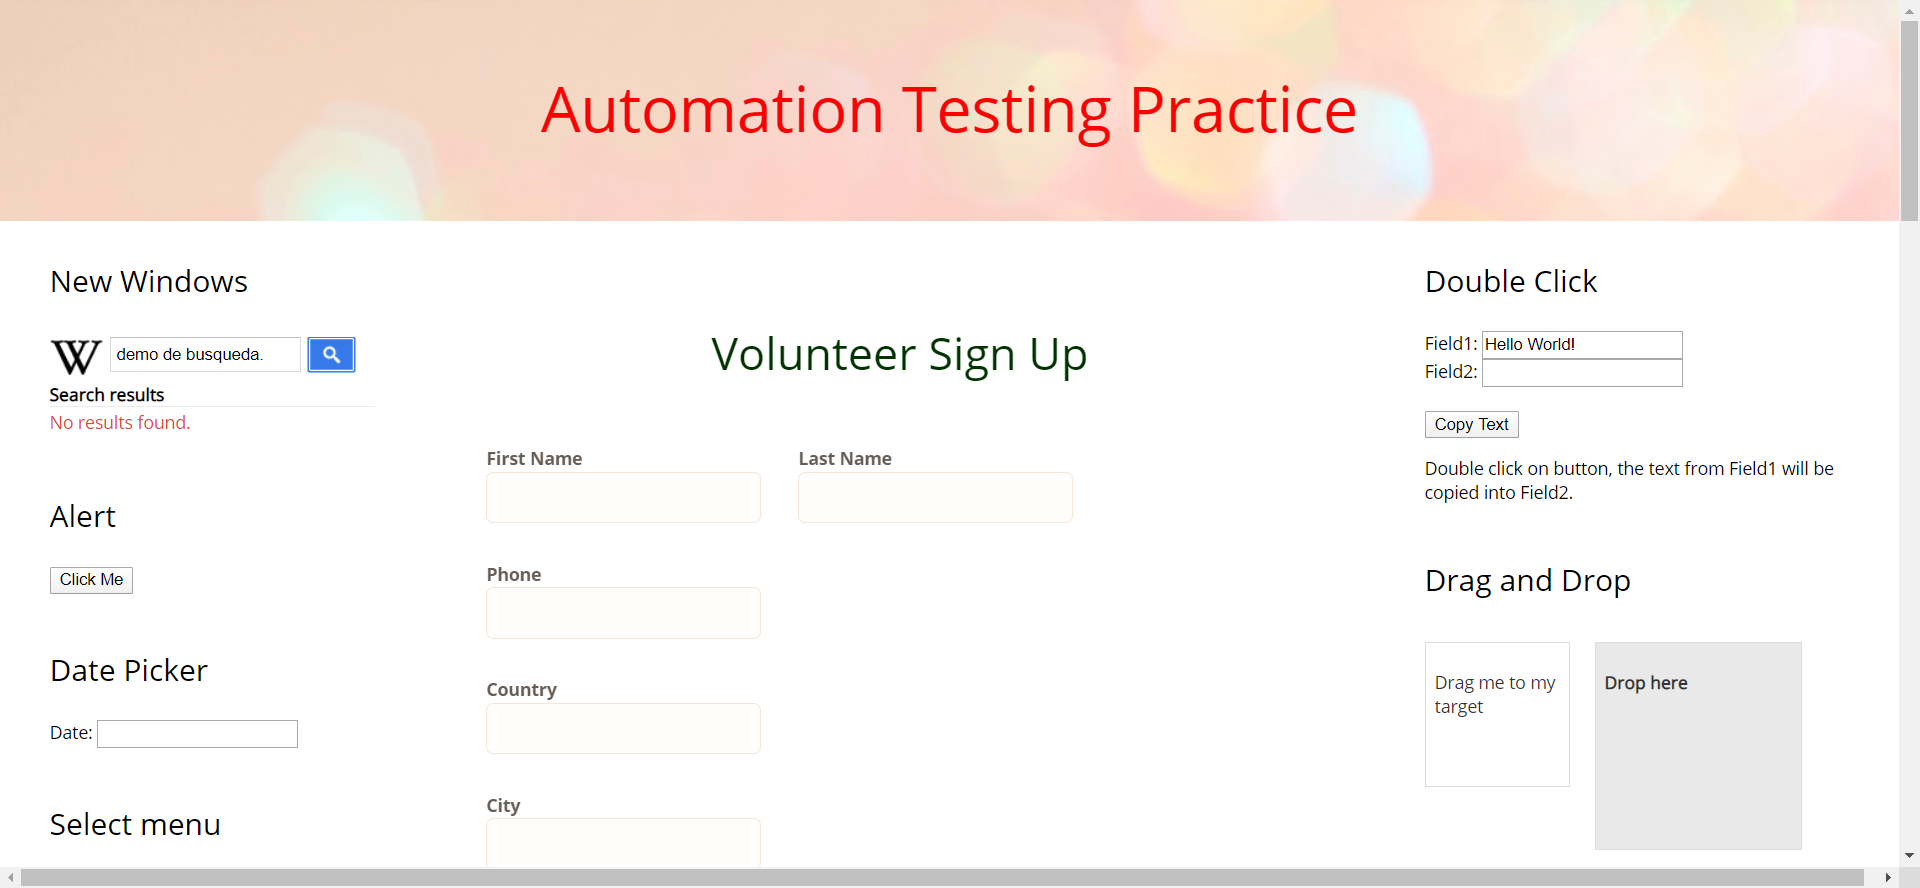 Automation Testing Practice
New Windows
W
demo de busqueda.
Search results
No results found.
Alert
Click Me
Date Picker
Date:
Select menu
Volunteer Sign Up
First Name
Last Name
Phone
Country
City
Double Click
Field1: Hello World!
Field2:
Copy Text
Double click on button, the text from Field1 will be
copied into Field2.
Drag and Drop
Drag me to my
target
Drop here